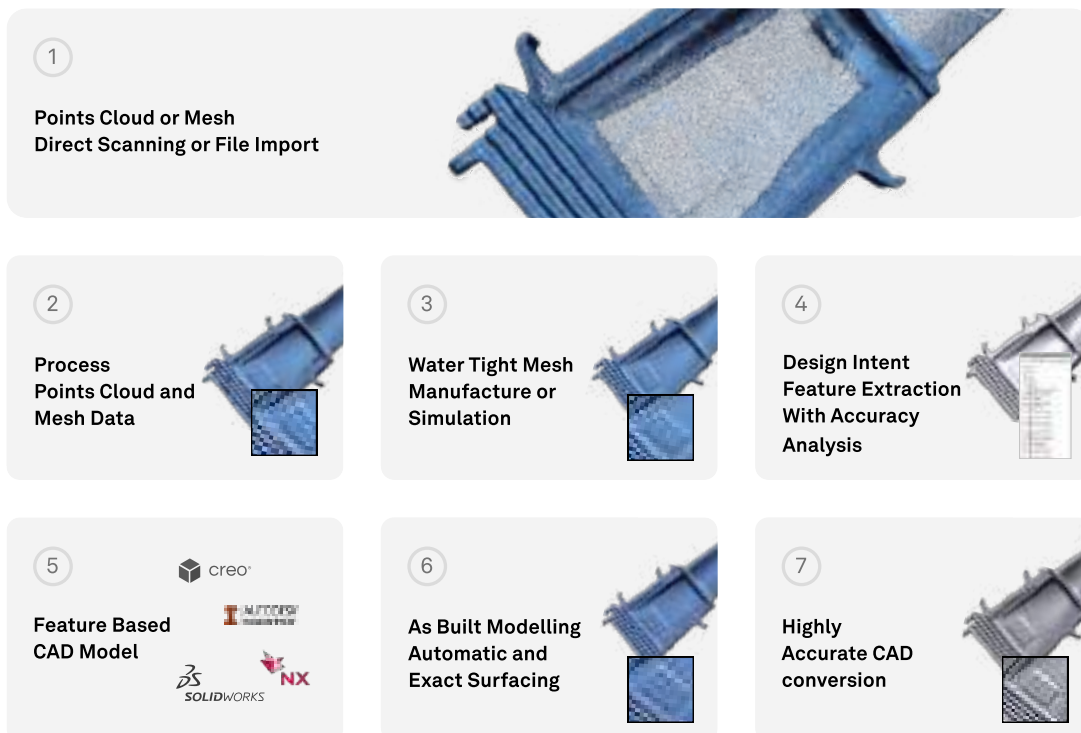 1
Points Cloud or Mesh
Direct Scanning or File Import
2
Process
Points Cloud and
Mesh Data
3
Water Tight Mesh
Manufacture or
Simulation
4
Design Intent
Feature Extraction
With Accuracy
Analysis
5
Feature Based
CAD Model
creo®
AUTODESK
NX
SOLIDWORKS
6
As Built Modelling
Automatic and
Exact Surfacing
7
Highly
Accurate CAD
conversion